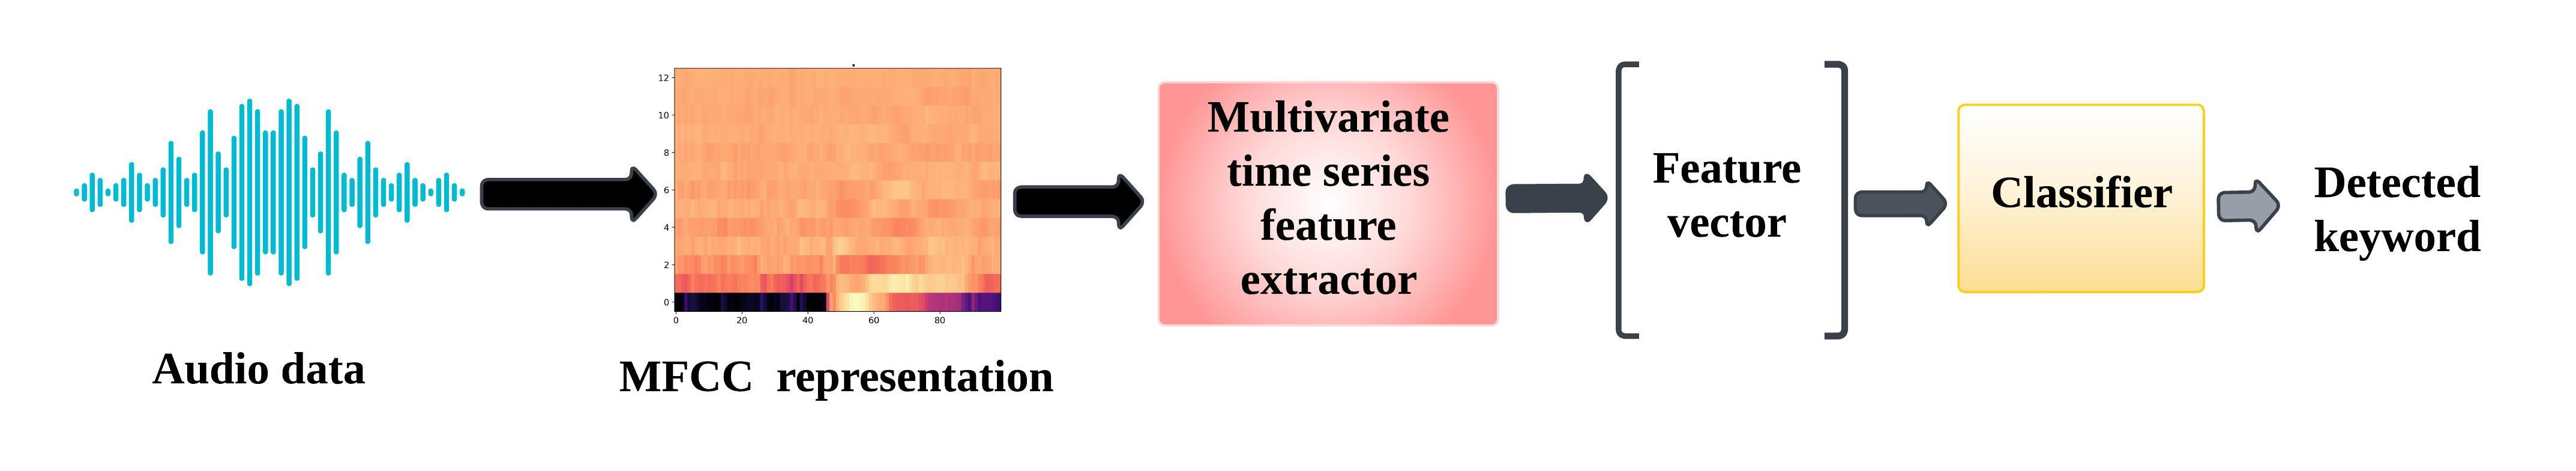 Audio data
12
10
8
6
4
2
0
0 20 40 60 80
MFCC representation
Multivariate
time series
feature
extractor
Feature
vector
Classifier
Detected
keyword